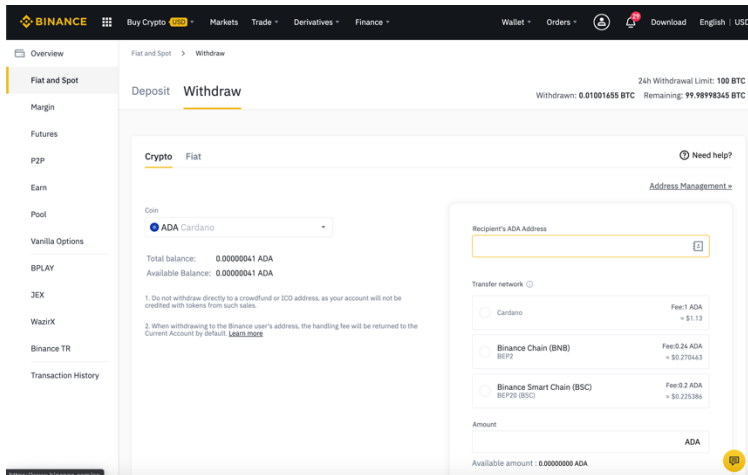 BINANCE Buy Crypto USD Markets Trade Derivatives Finance Wallet Orders 29 Download English | USD
Overview
Fiat and Spot
Margin
Futures
P2P
Earn
Pool
Vanilla Options
BPLAY
JEX
WazirX
Binance TR
Transaction History
Fiat and Spot > Withdraw
Deposit Withdraw
24h Withdrawal Limit: 100 BTC
Withdrawn: 0.01001655 BTC Remaining: 99.98998345 BTC
Crypto Fiat
Need help?
Address Management »
Coin
ADA Cardano
Total balance: 0.00000041 ADA
Available Balance: 0.00000041 ADA
1. Do not withdraw directly to a crowdfund or ICO address, as your account will not be
credited with tokens from such sales.
2. When withdrawing to the Binance user's address, the handling fee will be returned to the
Current Account by default. Learn more
Recipient's ADA Address
Transfer network
Cardano Fee:1 ADA
≈ $1.13
Binance Chain (BNB) Fee:0.24 ADA
BEP2 ≈ $0.270463
Binance Smart Chain (BSC) Fee:0.2 ADA
BEP20 (BSC) ≈ $0.225386
Amount
ADA
Available amount : 0.00000000 ADA